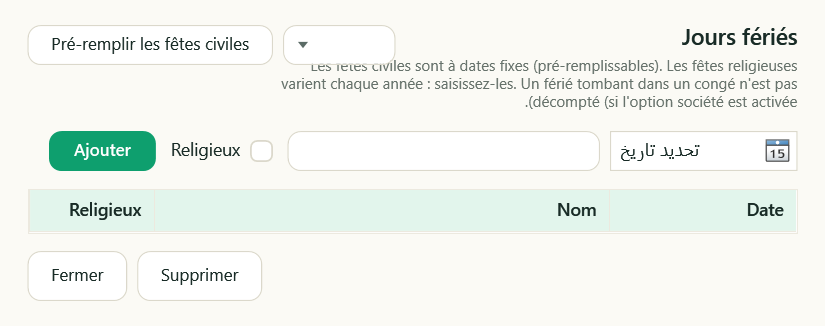 Jours fériés
Pré-remplir les fêtes civiles
Les fêtes civiles sont à dates fixes (pré-remplissables). Les fêtes religieuses
varient chaque année : saisissez-les. Un férié tombant dans un congé n'est pas
.(décompté (si l'option société est activée
تحديد تاريخ
15
Religieux
Ajouter
Date
Nom
Religieux
Supprimer
Fermer